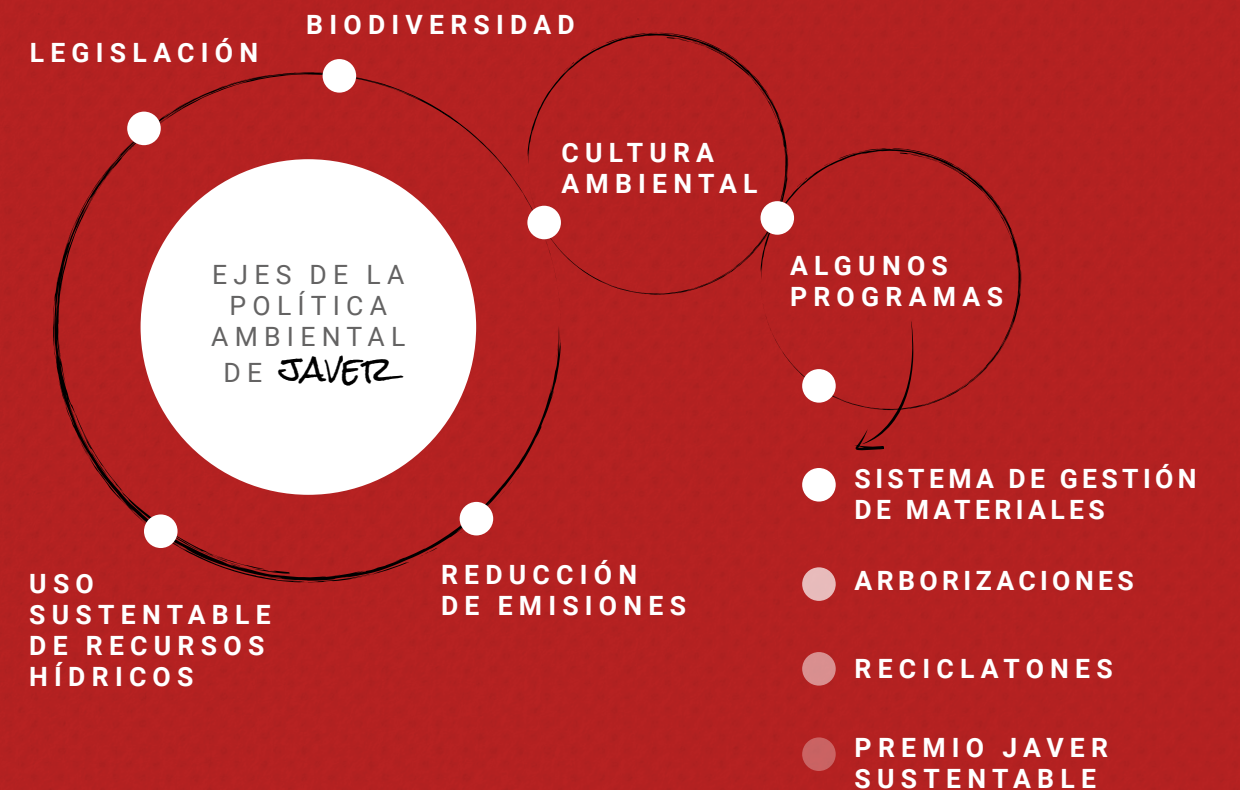 BIODIVERSIDAD
LEGISLACIÓN
CULTURA
AMBIENTAL
EJES DE LA
POLÍTICA
AMBIENTAL
DE JAVER
ALGUNOS
PROGRAMAS
SISTEMA DE GESTIÓN
DE MATERIALES
ARBORIZACIONES
RECICLATONES
PREMIO JAVER
SUSTENTABLE
REDUCCIÓN
DE EMISIONES
USO
SUSTENTABLE
DE RECURSOS
HÍDRICOS